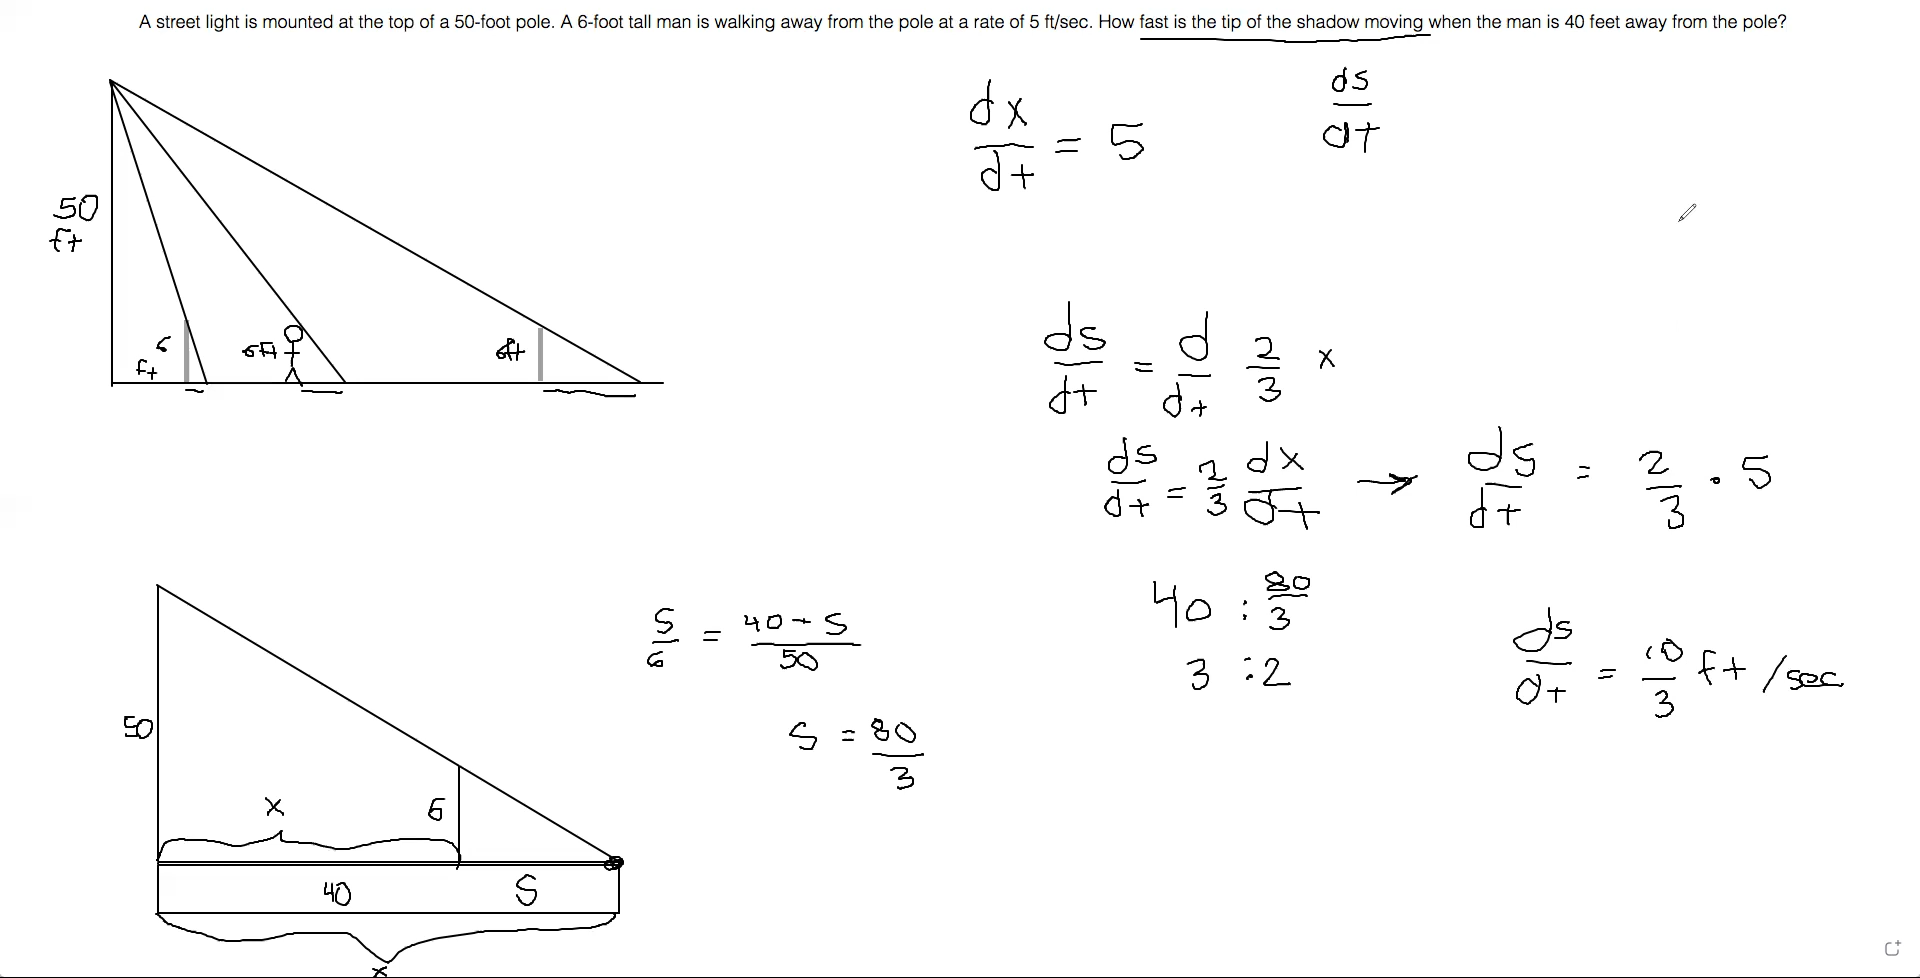 A street light is mounted at the top of a 50-foot pole. A 6-foot tall man is walking away from the pole at a rate of 5 ft/sec. How fast is the tip of the shadow moving when the man is 40 feet away from the pole?
dx/dt = 5
ds/dt
50 ft
6 ft
6ft
6ft
ds/dt = d/dt 2/3 x
ds/dt = 2/3 dx/dt → ds/dt = 2/3 · 5
40 : 80/3
3 : 2
ds/dt = 10/3 ft/sec
S/6 = 40+S/50
S = 80/3
50
x
6
40
S
x